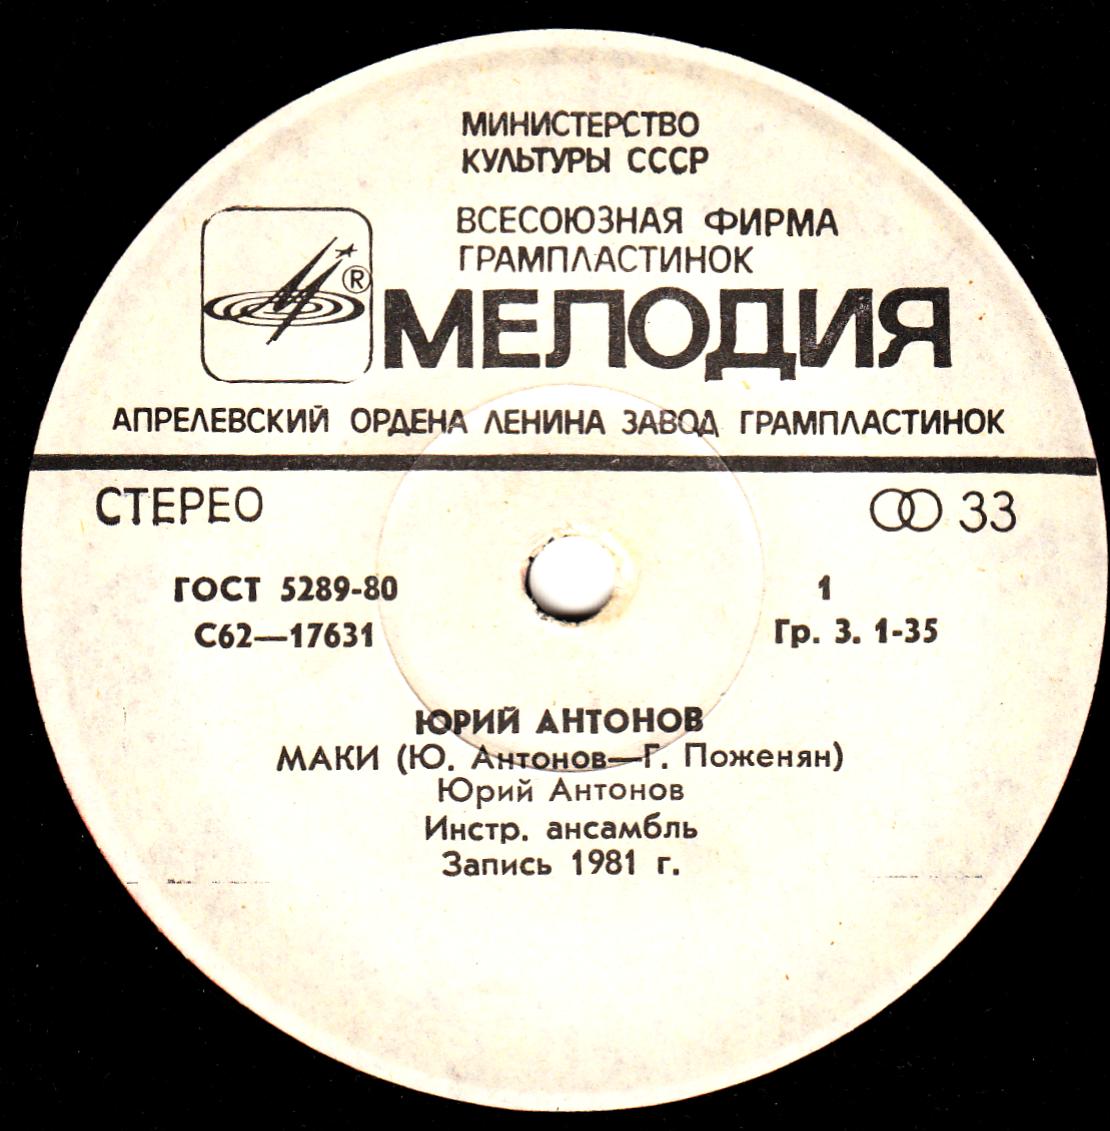 МИНИСТЕРСТВО
КУЛЬТУРЫ СССР
ВСЕСОЮЗНАЯ ФИРМА
ГРАМПЛАСТИНОК
®
МЕЛОДИЯ
АПРЕЛЕВСКИЙ ОРДЕНА ЛЕНИНА ЗАВОД ГРАМПЛАСТИНОК
СТЕРЕО
33
ГОСТ 5289-80
1
С62—17631
Гр. 3. 1-35
ЮРИЙ АНТОНОВ
МАКИ (Ю. Антонов—Г. Поженян)
Юрий Антонов
Инстр. ансамбль
Запись 1981 г.